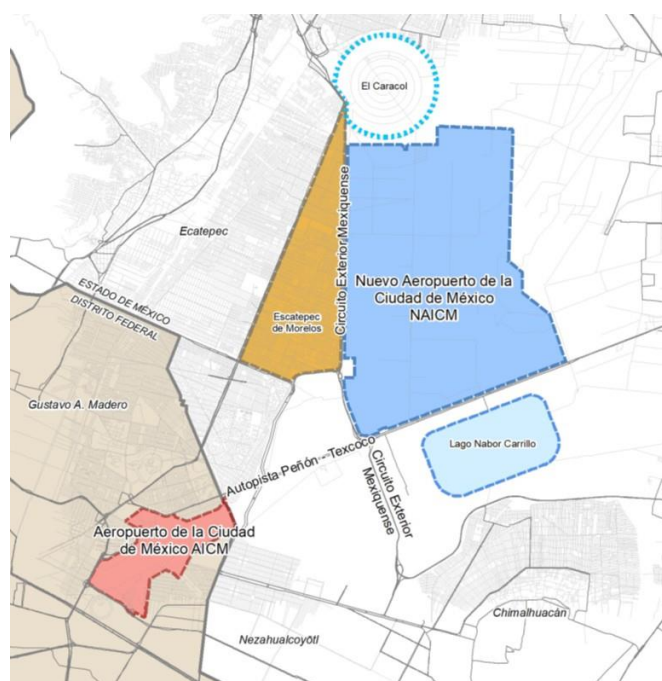 El Caracol
Ecatepec
Circuito Exterior Mexiquense
Nuevo Aeropuerto de la
Ciudad de México
NAICM
ESTADO DE MÉXICO
DISTRITO FEDERAL
Escatepec
de Morelos
Gustavo A. Madero
Lago Nabor Carrillo
Autopista Peñón - Texcoco
Circuito Exterior
Mexiquense
Aeropuerto de la Ciudad
de México AICM
Chimalhuacán
Nezahualcoyötl